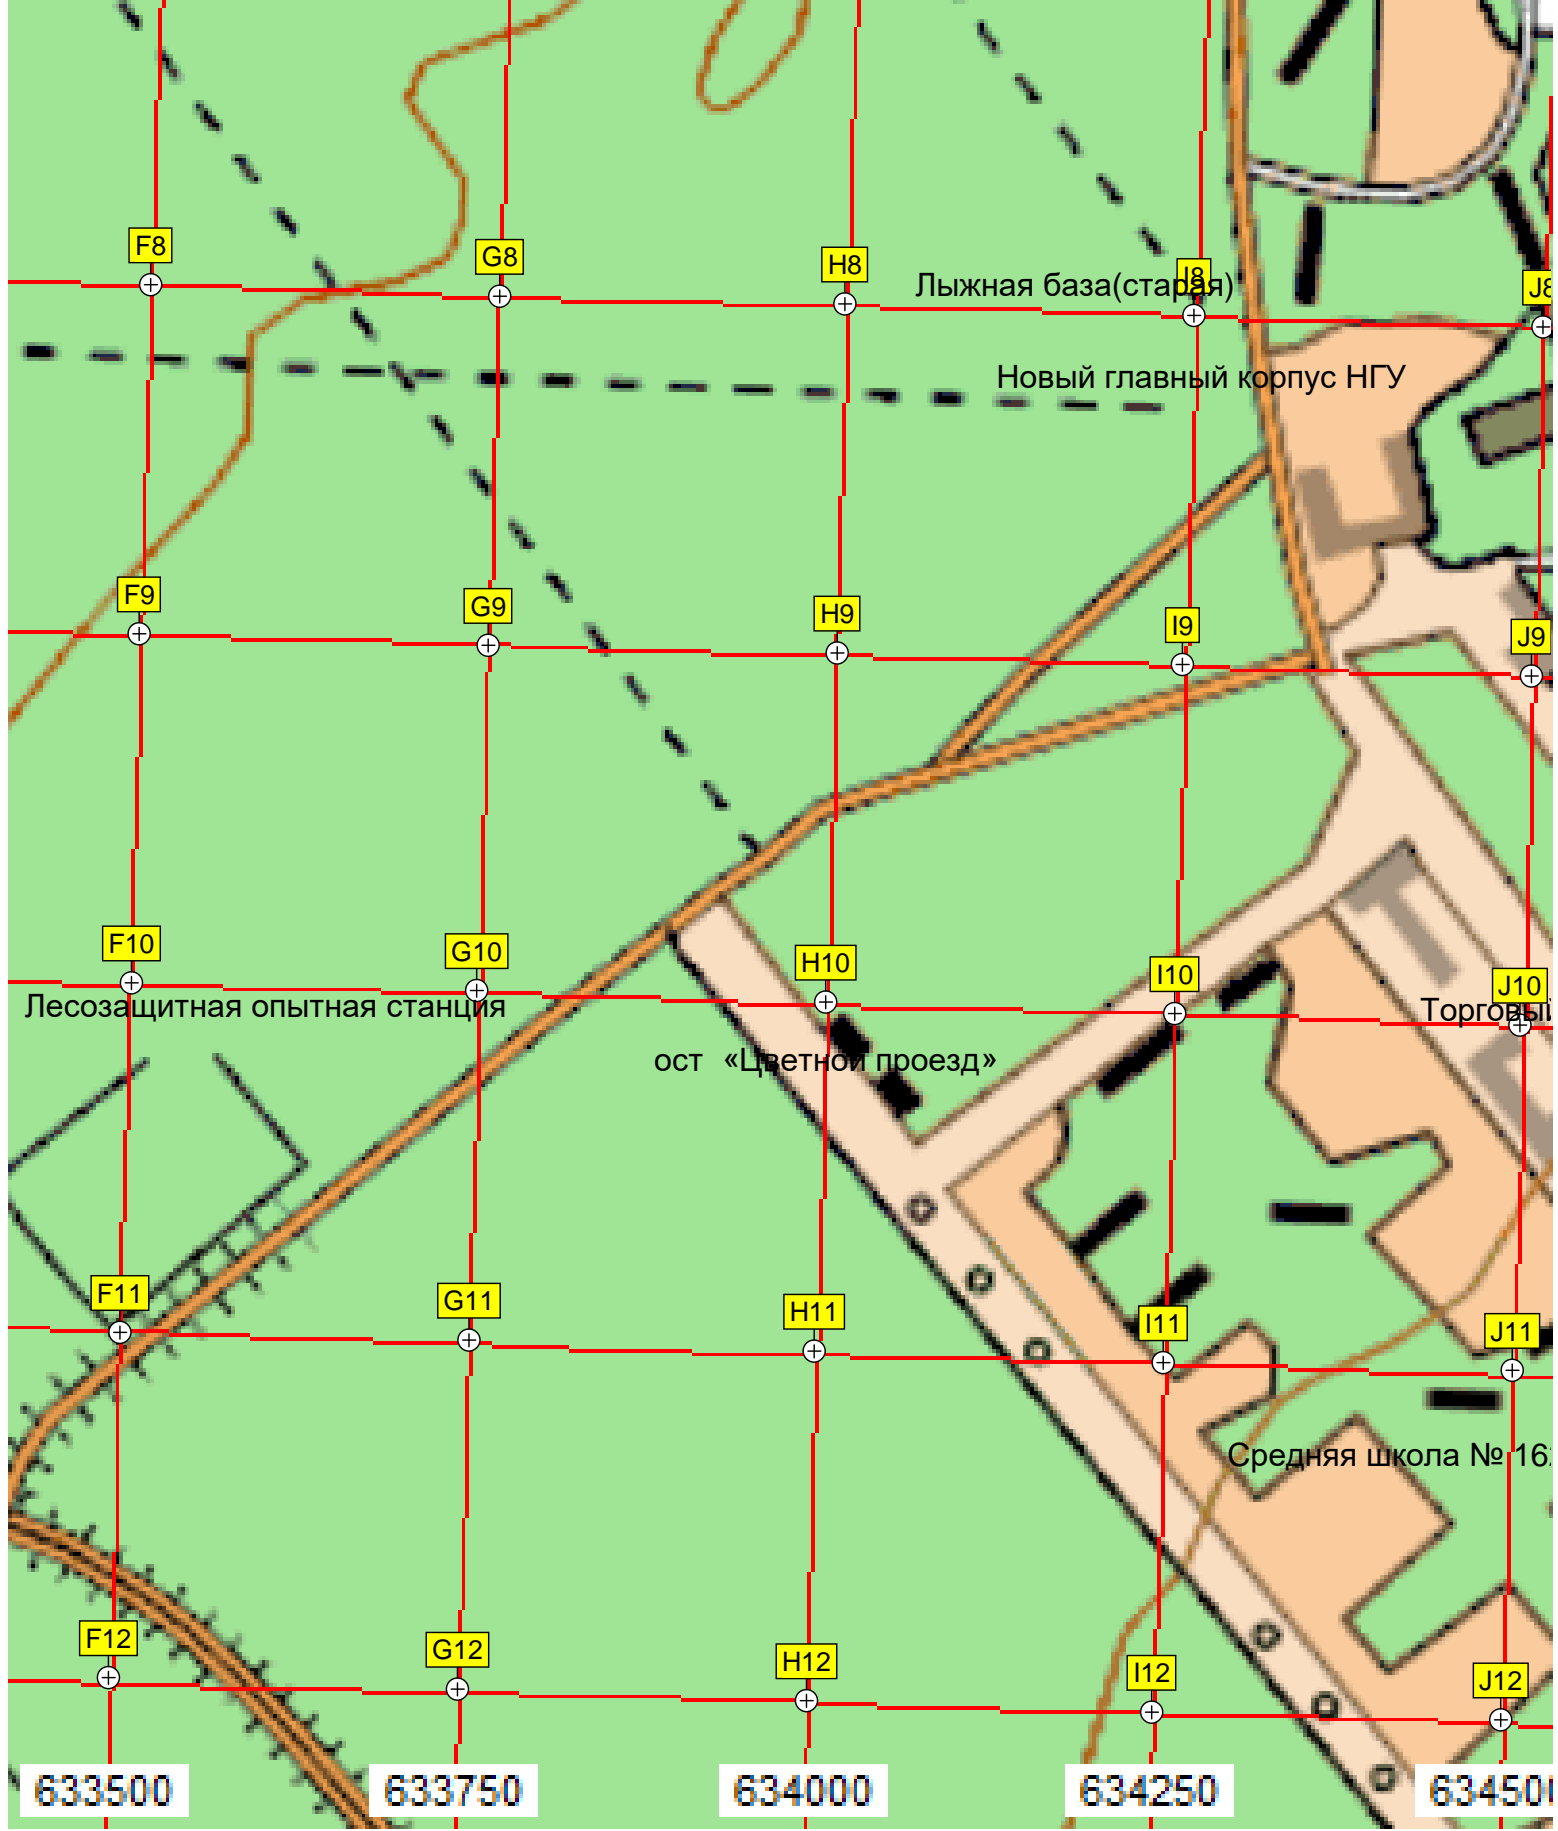 F8
G8
H8
I8
J8
Лыжная база(старая)
Новый главный корпус НГУ
F9
G9
H9
I9
J9
F10
G10
H10
I10
J10
Лесозащитная опытная станция
Торговый
ост «Цветной проезд»
F11
G11
H11
I11
J11
Средняя школа № 16
F12
G12
H12
I12
J12
633500
633750
634000
634250
634500